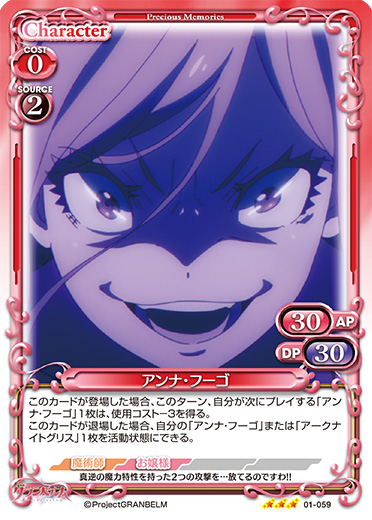 Precious Memories
Character
COST
0
SOURCE
2
30 AP
DP 30
アンナ・フーゴ
このカードが登場した場合、このターン、自分が次にプレイする「アン
ナ・フーゴ」1枚は、使用コスト−3を得る。
このカードが退場した場合、自分の「アンナ・フーゴ」または「アークナ
イトグリス」1枚を活動状態にできる。
魔術師 お嬢様
真逆の魔力特性を持った2つの攻撃を…放てるのですわ!!
グランベルム
©ProjectGRANBELM
01-059